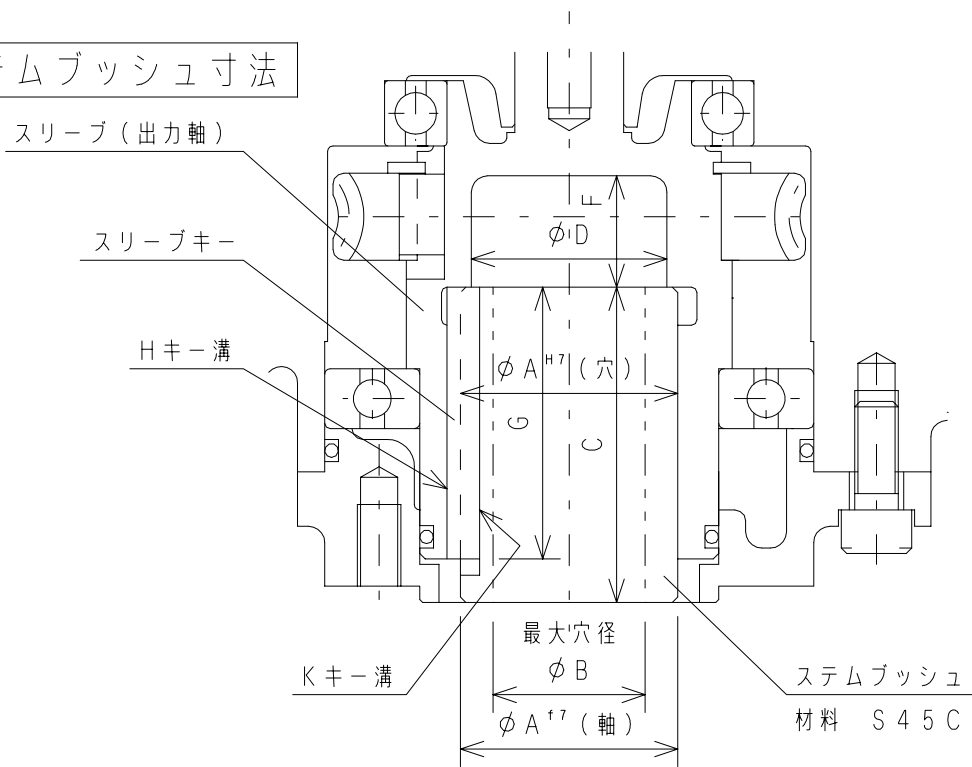 テムブッシュ寸法
スリーブ(出力軸)
スリーブキー
Hキー溝
F
φD
φA H7 (穴)
G
C
最大穴径
φB
Kキー溝
φA f7 (軸)
ステムブッシュ
材料 S45C